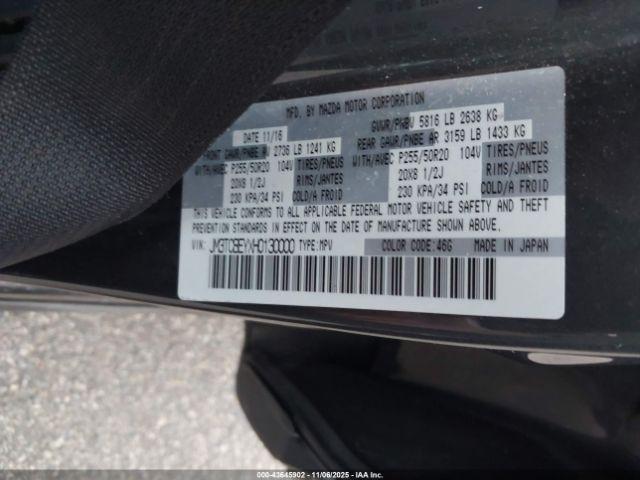 MFD. BY MAZDA MOTOR CORPORATION
DATE 11/16 GVWR/PNBV 5816 LB 2638 KG
FRONT GAWR/PNBE AV 2736 LB 1241 KG REAR GAWR/PNBE AR 3159 LB 1433 KG
WITH/AVEC P255/50R20 104V TIRES/PNEUS WITH/AVEC P255/50R20 104V TIRES/PNEUS
20X8 1/2J RIMS/JANTES 20X8 1/2J RIMS/JANTES
230 KPA/34 PSI COLD/A FROID 230 KPA/34 PSI COLD/A FROID
THIS VEHICLE CONFORMS TO ALL APPLICABLE FEDERAL MOTOR VEHICLE SAFETY AND THEFT
PREVENTION STANDARDS IN EFFECT ON THE DATE OF MANUFACTURE SHOWN ABOVE.
VIN: JM3TCBEYXH0130000 TYPE:MPV COLOR CODE:46G MADE IN JAPAN
000-43645902 - 11/06/2025 - IAAI, Inc.